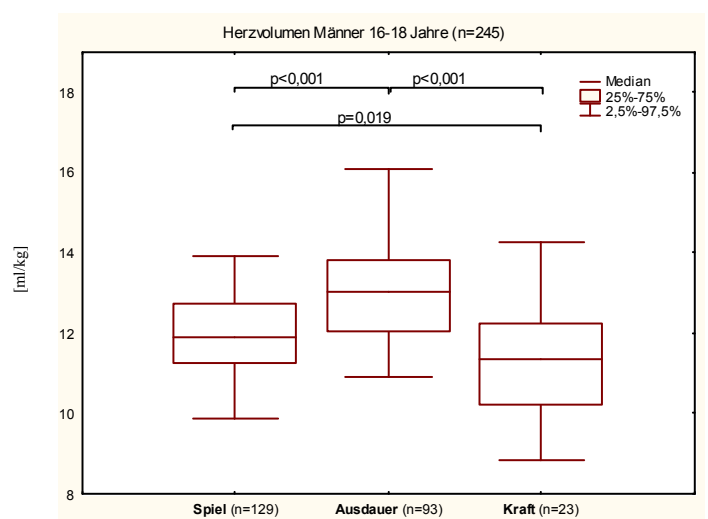 Herzvolumen Männer 16-18 Jahre (n=245)
p<0,001 p<0,001
p=0,019
Median
25%-75%
2,5%-97,5%
[ml/kg]
18
16
14
12
10
8
Spiel (n=129) Ausdauer (n=93) Kraft (n=23)